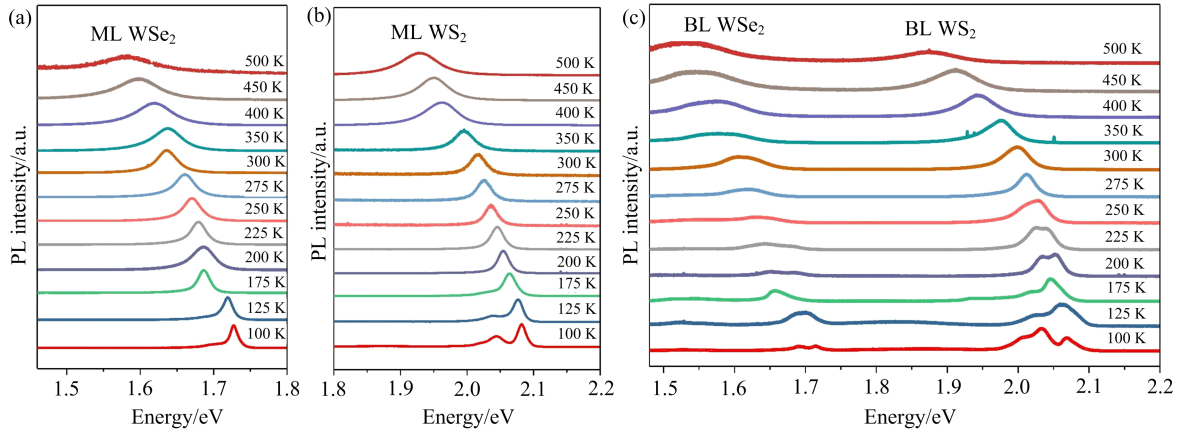 (a)
ML WSe2
500 K
450 K
400 K
350 K
300 K
275 K
250 K
225 K
200 K
175 K
125 K
100 K
PL intensity/a.u.
1.5 1.6 1.7 1.8
Energy/eV
(b)
ML WS2
500 K
450 K
400 K
350 K
300 K
275 K
250 K
225 K
200 K
175 K
125 K
100 K
PL intensity/a.u.
1.8 1.9 2.0 2.1 2.2
Energy/eV
(c)
BL WSe2 BL WS2
500 K
450 K
400 K
350 K
300 K
275 K
250 K
225 K
200 K
175 K
125 K
100 K
PL intensity/a.u.
1.5 1.6 1.7 1.8 1.9 2.0 2.1 2.2
Energy/eV